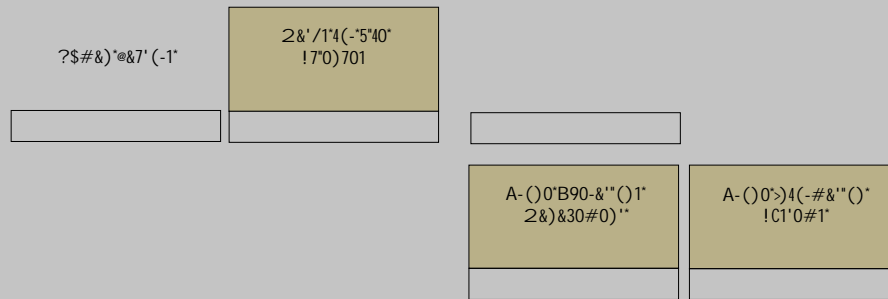 ?$#&)*@&7'(-1*
2&'/1*4(-*5"40*
!7"0)701
A-()0*B90-&'"()1*
2&)&30#0)'*
A-()0*>)4(-#&'"()*
!C1'0#1*